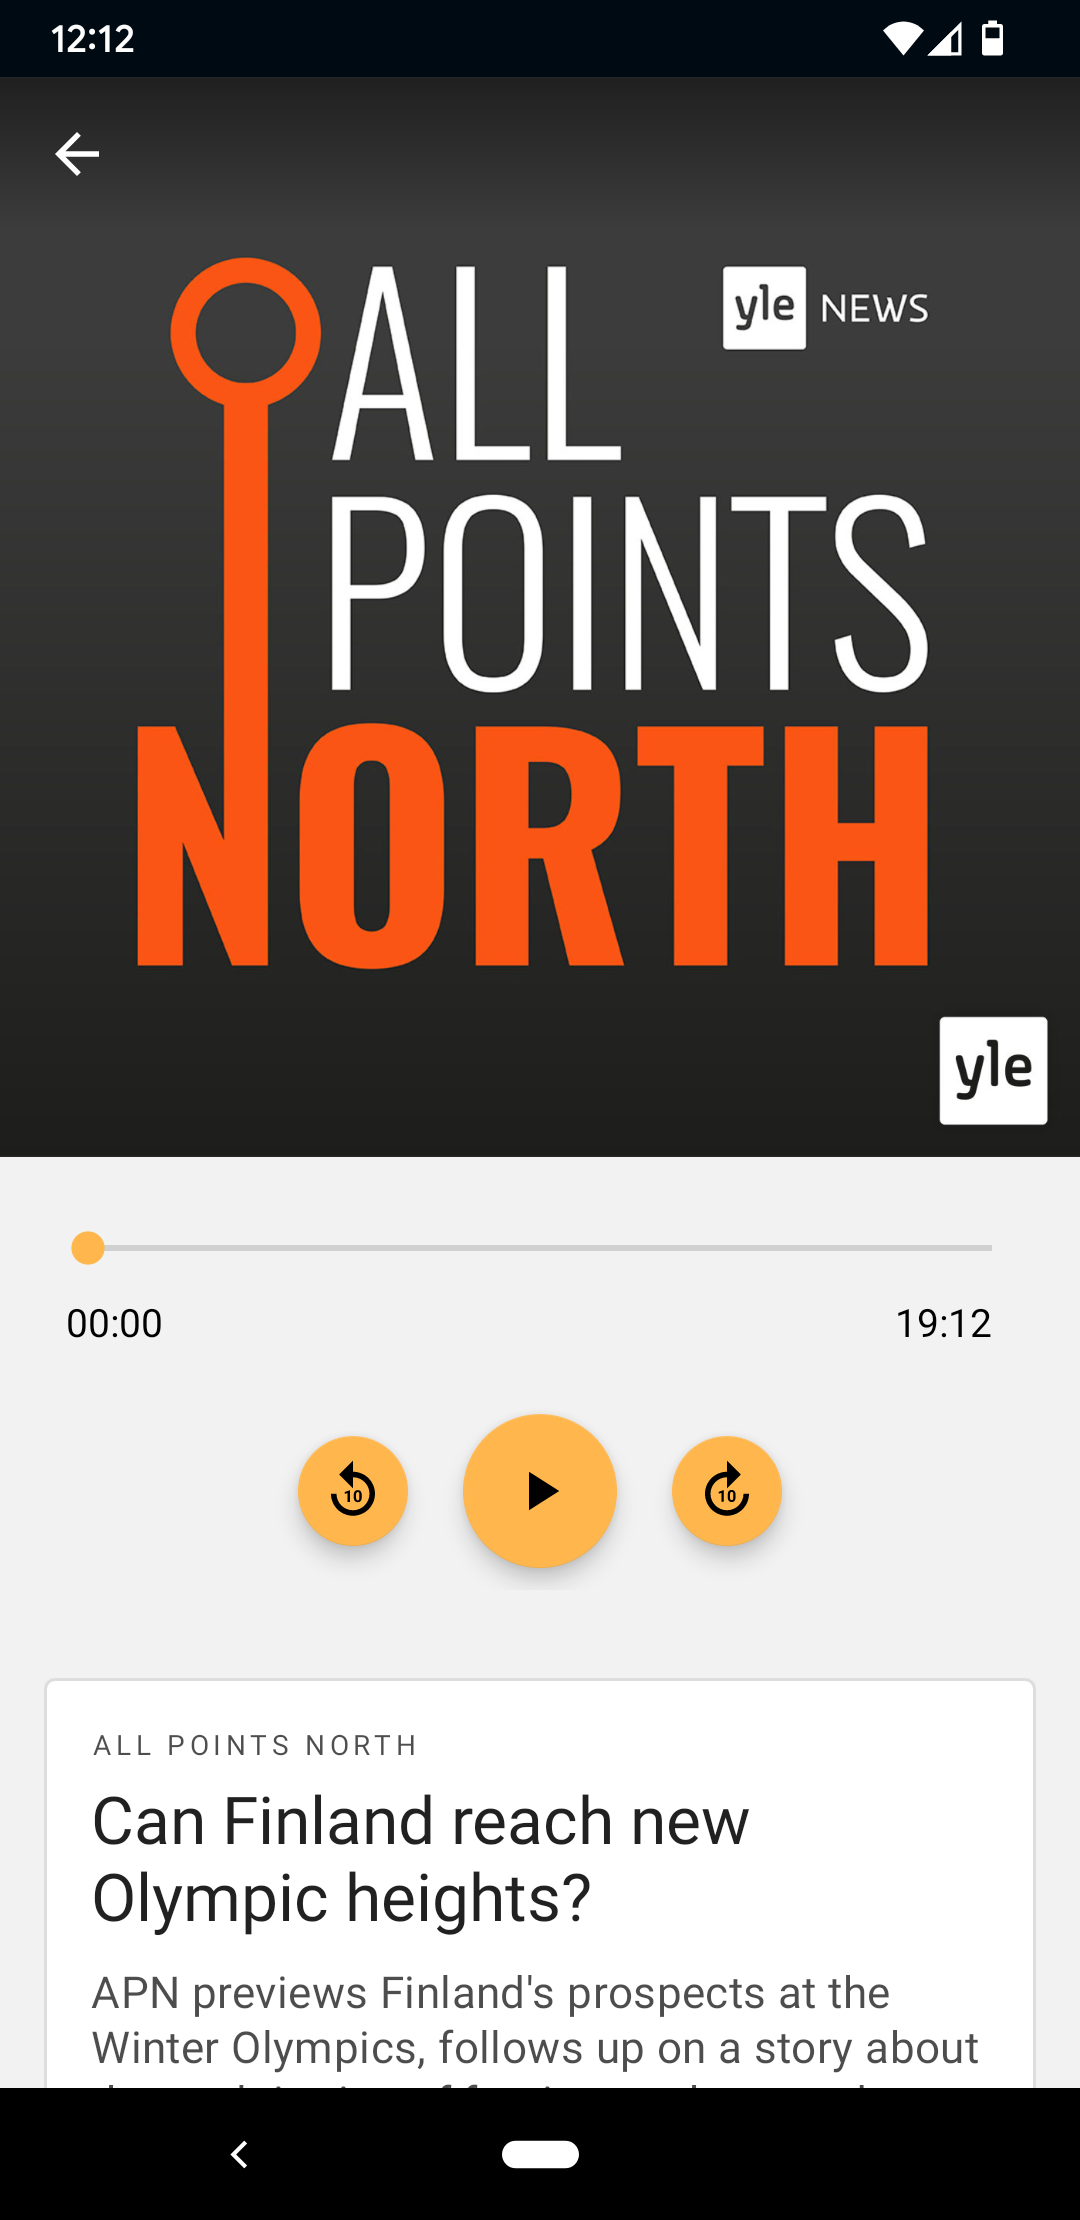 12:12
ALL
yle NEWS
POINTS
NORTH
yle
00:00
19:12
10
10
ALL POINTS NORTH
Can Finland reach new
Olympic heights?
APN previews Finland's prospects at the
Winter Olympics, follows up on a story about